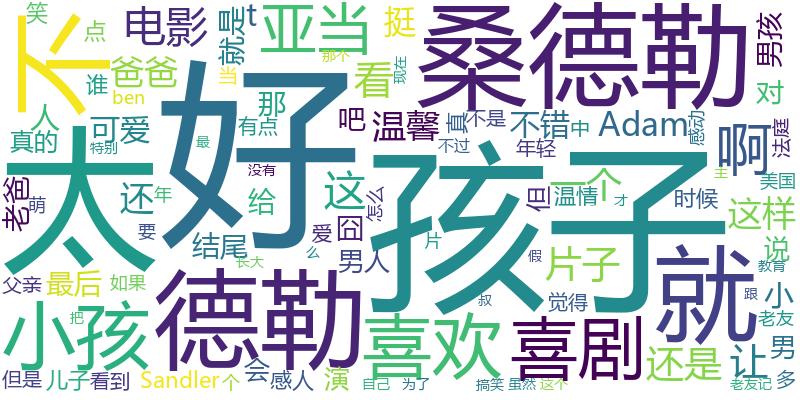 笑
电影
就是
t
亚当
挺
桑德勒
男孩
点
谁
爸爸
ben
不
当
那个
看
现在
对
人
真的
可爱
特别
有点
那
好
吧
温馨
真
不是
不过
不错
中
年轻
Adam
感动
啊
法庭
老爸
萌
太
还
年
要
最
没有
给
这
怎么
孩子
但
一个
温情
才
时候
主
美国
这样
说
父亲
最后
如果
结尾
长大
爱
么
囧
男人
片
叔
假
片子
觉得
就
教育
跟
小
老友
小孩
把
德勒
喜欢
喜剧
还是
让
男
多
但是
儿子
看到
Sandler
个
会
感人
演
自己
为了
搞笑
虽然
这个
老友记